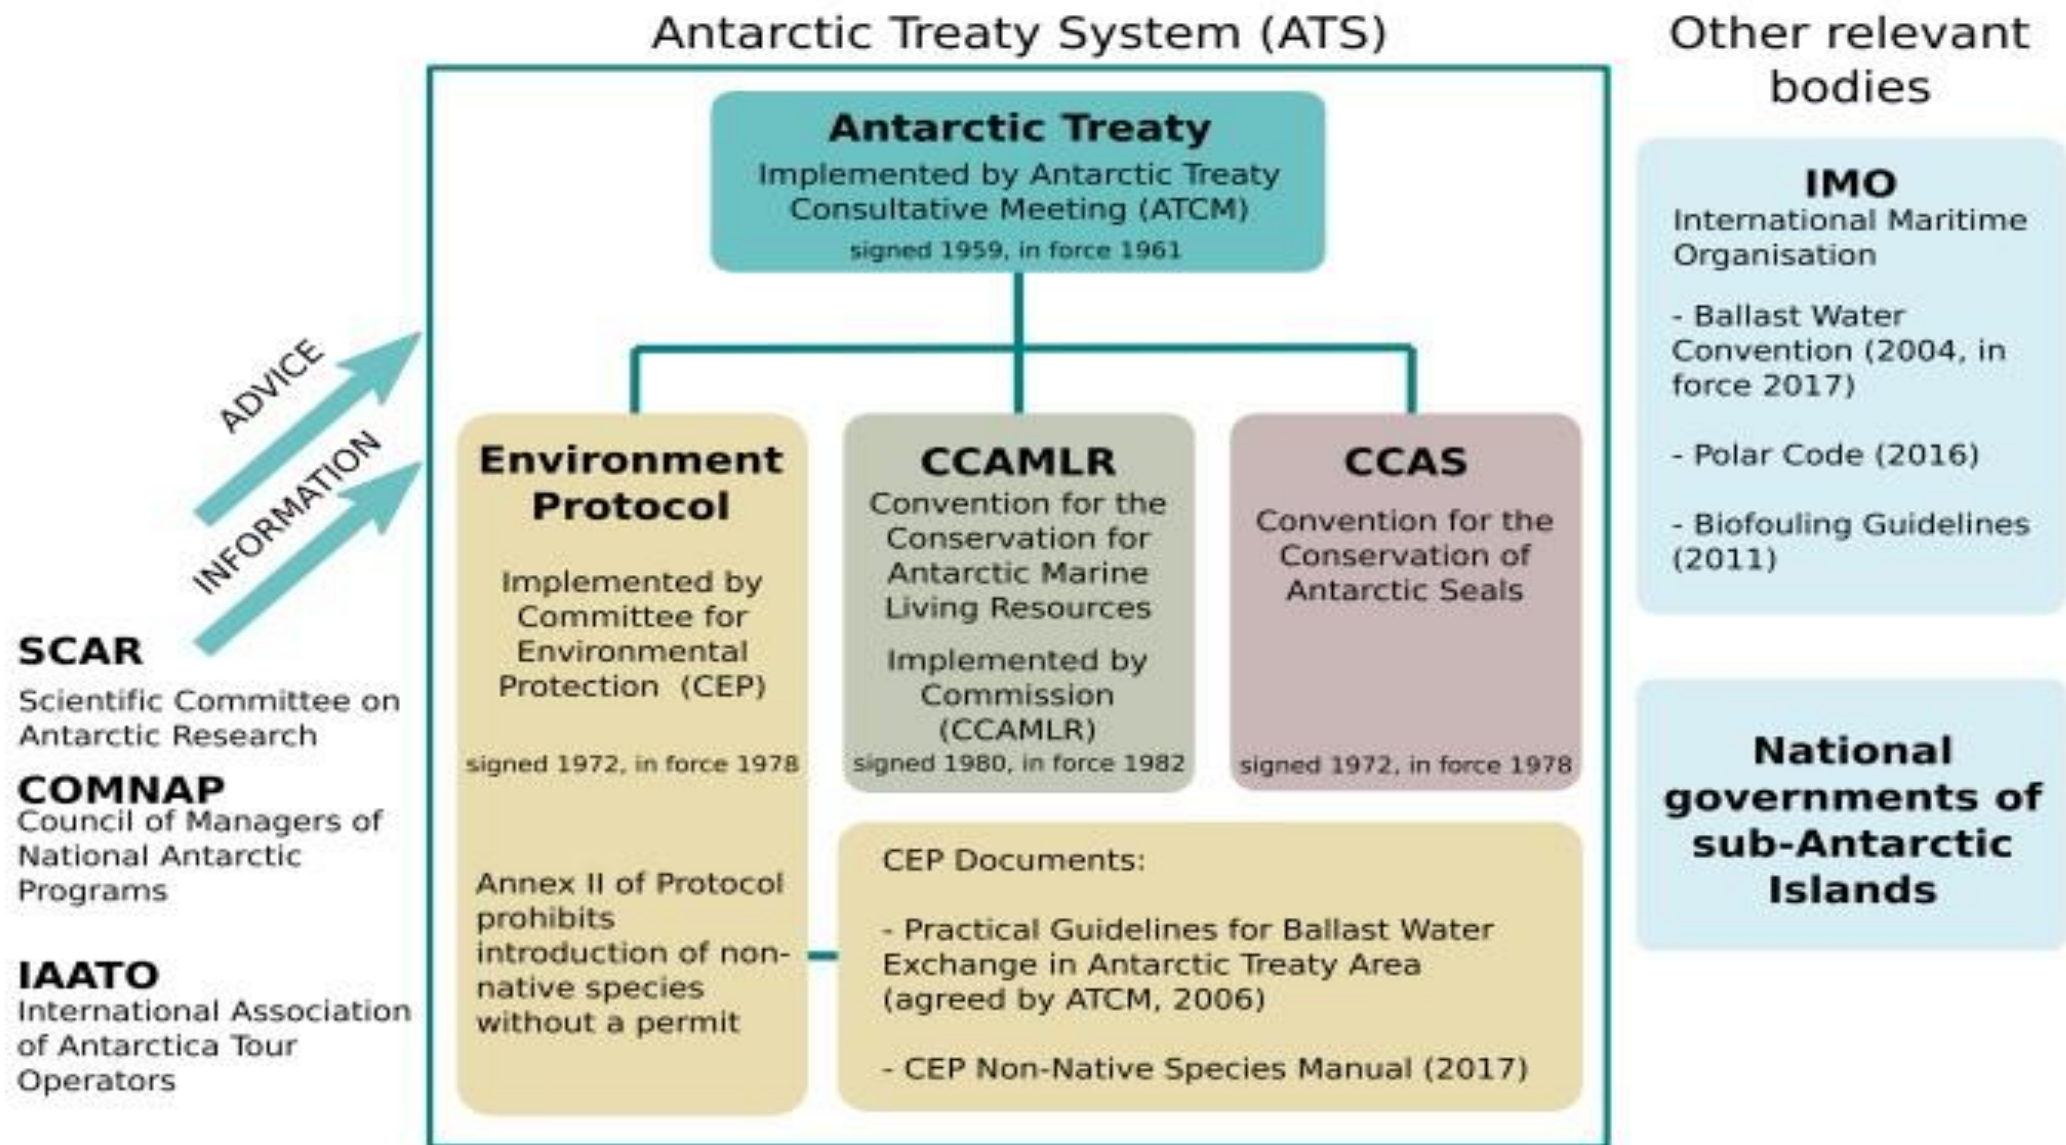 Antarctic Treaty System (ATS)
Other relevant
bodies
Antarctic Treaty
Implemented by Antarctic Treaty
Consultative Meeting (ATCM)
signed 1959, in force 1961
ADVICE
INFORMATION
SCAR
Scientific Committee on
Antarctic Research
COMNAP
Council of Managers of
National Antarctic
Programs
IAATO
International Association
of Antarctica Tour
Operators
Environment
Protocol
Implemented by
Committee for
Environmental
Protection (CEP)
signed 1972, in force 1978
Annex II of Protocol
prohibits
introduction of non-
native species
without a permit
CCAMLR
Convention for the
Conservation for
Antarctic Marine
Living Resources
Implemented by
Commission
(CCAMLR)
signed 1980, in force 1982
CCAS
Convention for the
Conservation of
Antarctic Seals
signed 1972, in force 1978
CEP Documents:
- Practical Guidelines for Ballast Water
Exchange in Antarctic Treaty Area
(agreed by ATCM, 2006)
- CEP Non-Native Species Manual (2017)
IMO
International Maritime
Organisation
- Ballast Water
Convention (2004, in
force 2017)
- Polar Code (2016)
- Biofouling Guidelines
(2011)
National
governments of
sub-Antarctic
Islands